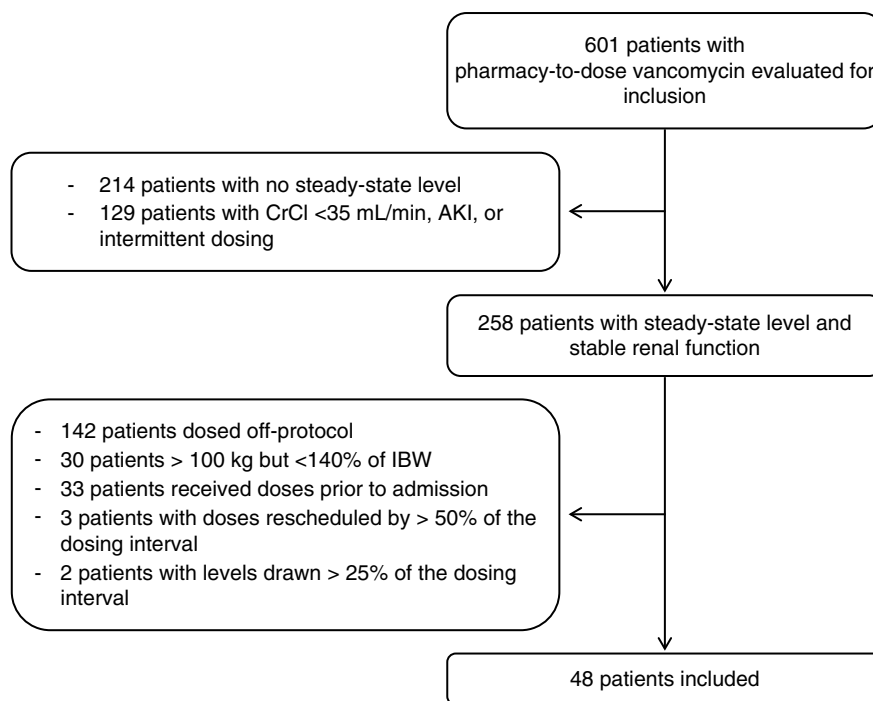 601 patients with
pharmacy-to-dose vancomycin evaluated for
inclusion
- 214 patients with no steady-state level
- 129 patients with CrCl <35 mL/min, AKI, or
intermittent dosing
258 patients with steady-state level and
stable renal function
- 142 patients dosed off-protocol
- 30 patients > 100 kg but <140% of IBW
- 33 patients received doses prior to admission
- 3 patients with doses rescheduled by > 50% of the
dosing interval
- 2 patients with levels drawn > 25% of the dosing
interval
48 patients included